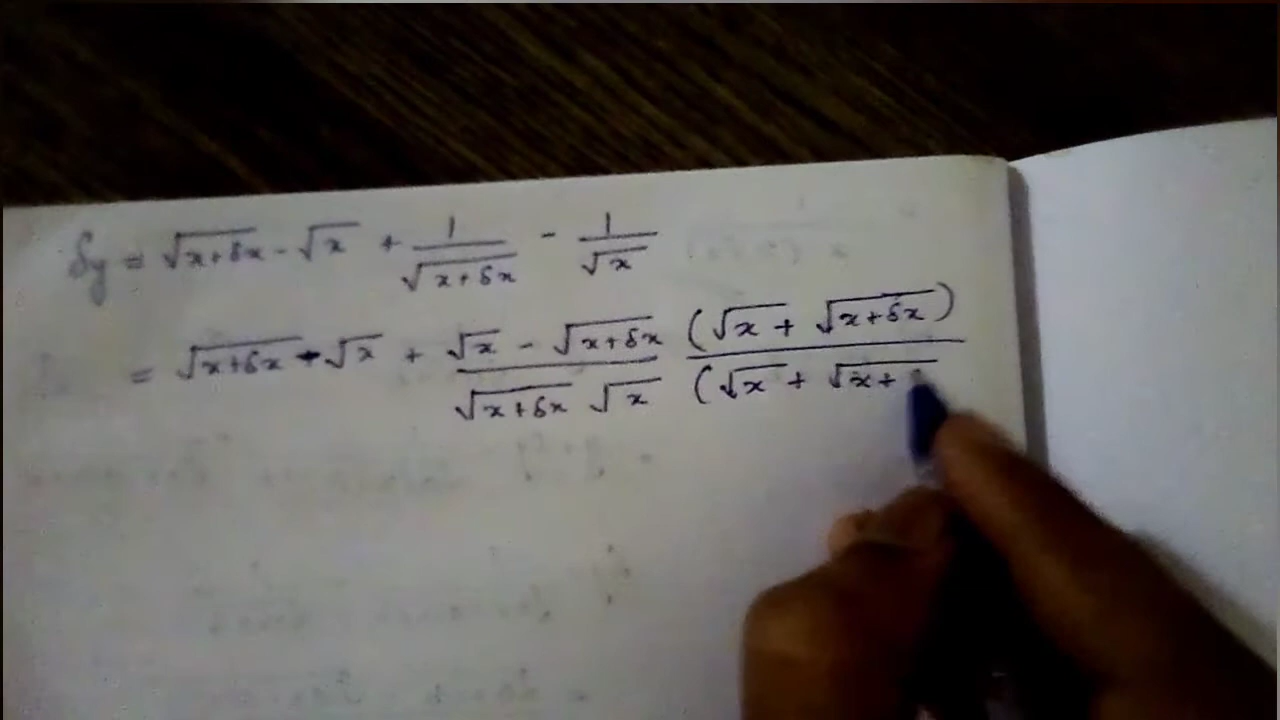 δy = √x+δx - √x + 1/√x+δx - 1/√x
= √x+δx - √x + √x - √x+δx (√x + √x+δx) / √x+δx √x (√x + √x+